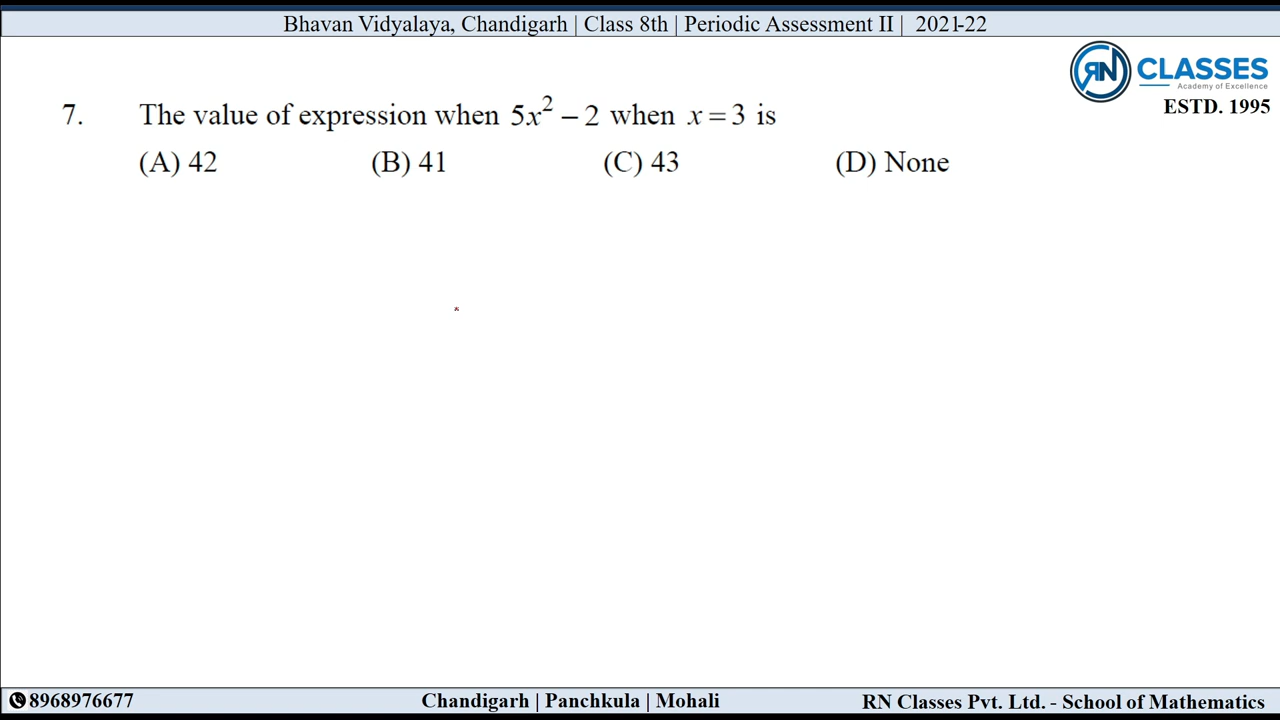 Bhavan Vidyalaya, Chandigarh | Class 8th | Periodic Assessment II | 2021-22
RN CLASSES
Academy of Excellence
ESTD. 1995
7. The value of expression when 5x² − 2 when x = 3 is
(A) 42 (B) 41 (C) 43 (D) None
8968976677 Chandigarh | Panchkula | Mohali RN Classes Pvt. Ltd. - School of Mathematics